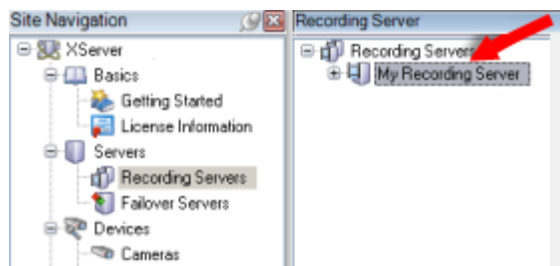 Site Navigation
XServer
Basics
Getting Started
License Information
Servers
Recording Servers
Failover Servers
Devices
Cameras
Recording Server
Recording Servers
My Recording Server